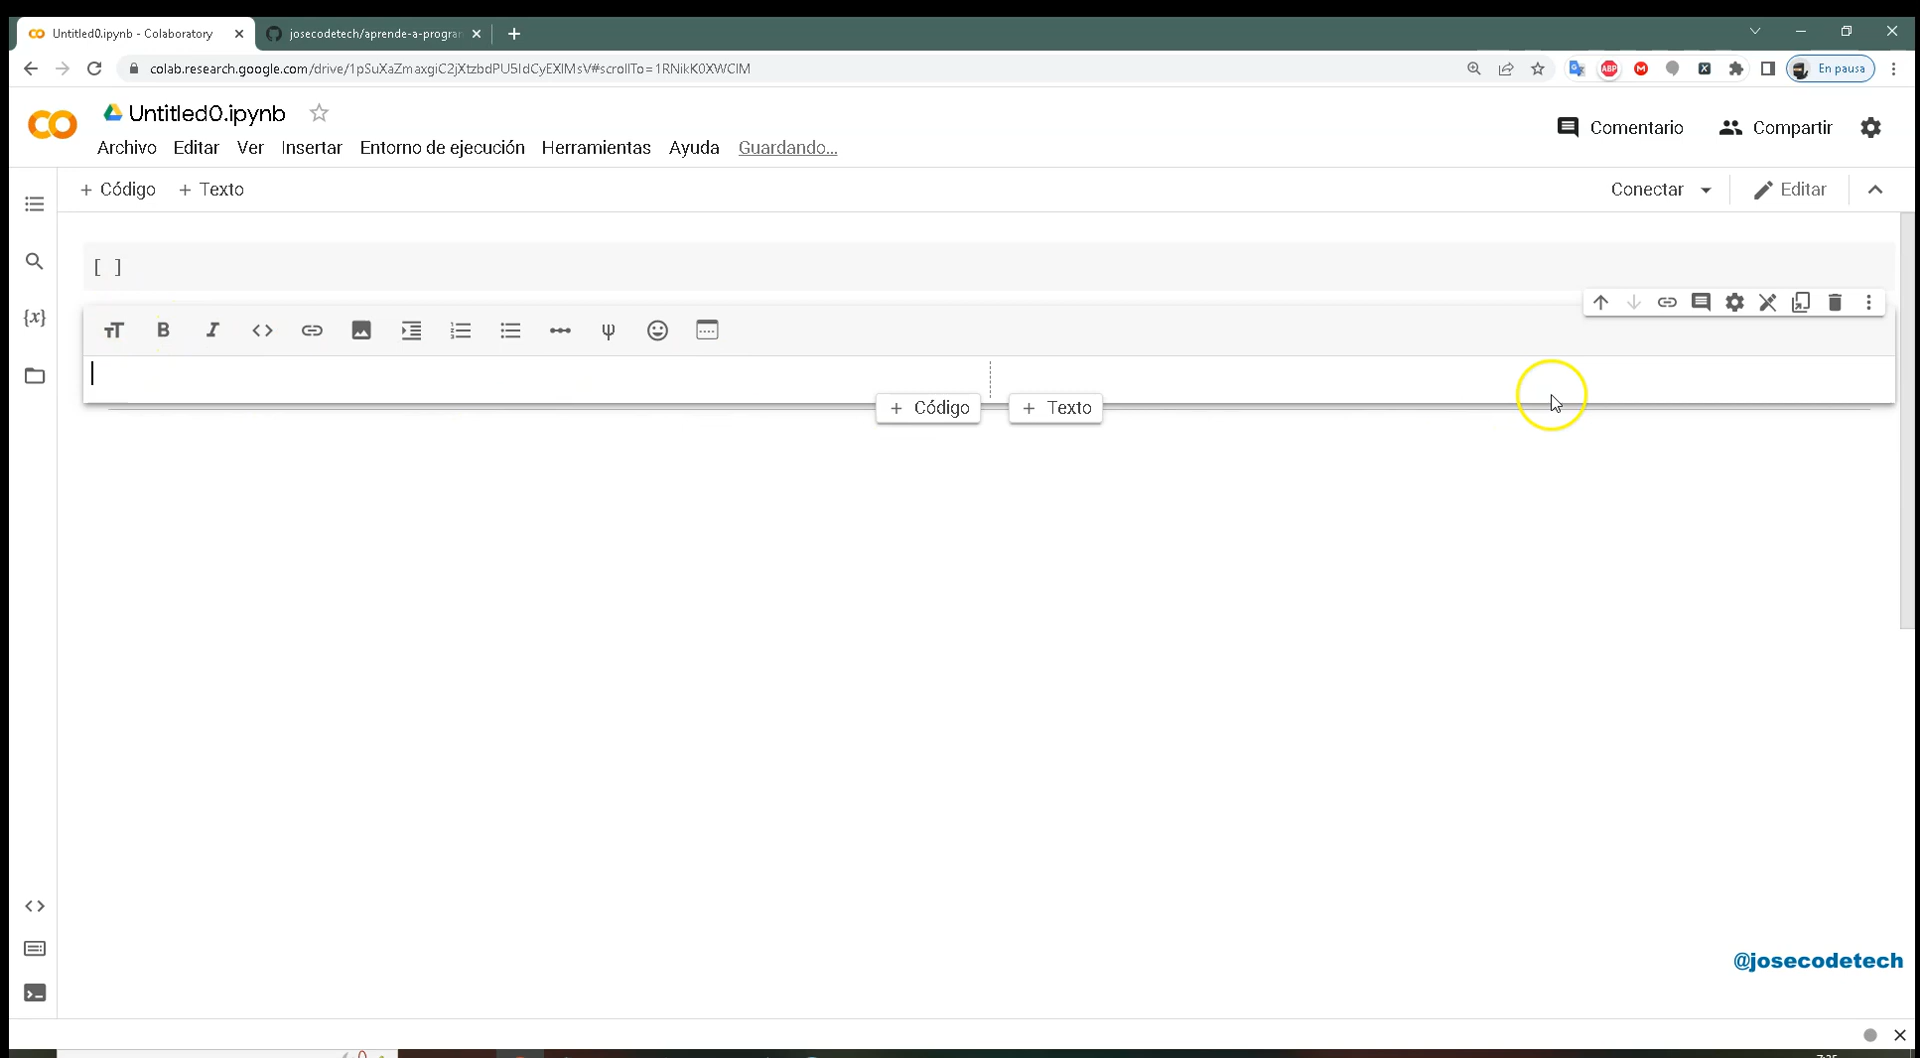 Untitled0.ipynb - Colaboratory
josecodetech/aprende-a-progra
colab.research.google.com/drive/1pSuXaZmaxgiC2jXtzbdPU5IdCyEXIMsV#scrollTo=1RNikK0XWCIM
ABP
M
X
En pausa
CO
Untitled0.ipynb
Comentario
Compartir
Archivo Editar Ver Insertar Entorno de ejecución Herramientas Ayuda Guardando...
+ Código + Texto
Conectar
Editar
[ ]
{x}
B I <> Ψ
+ Código + Texto
<>
@josecodetech